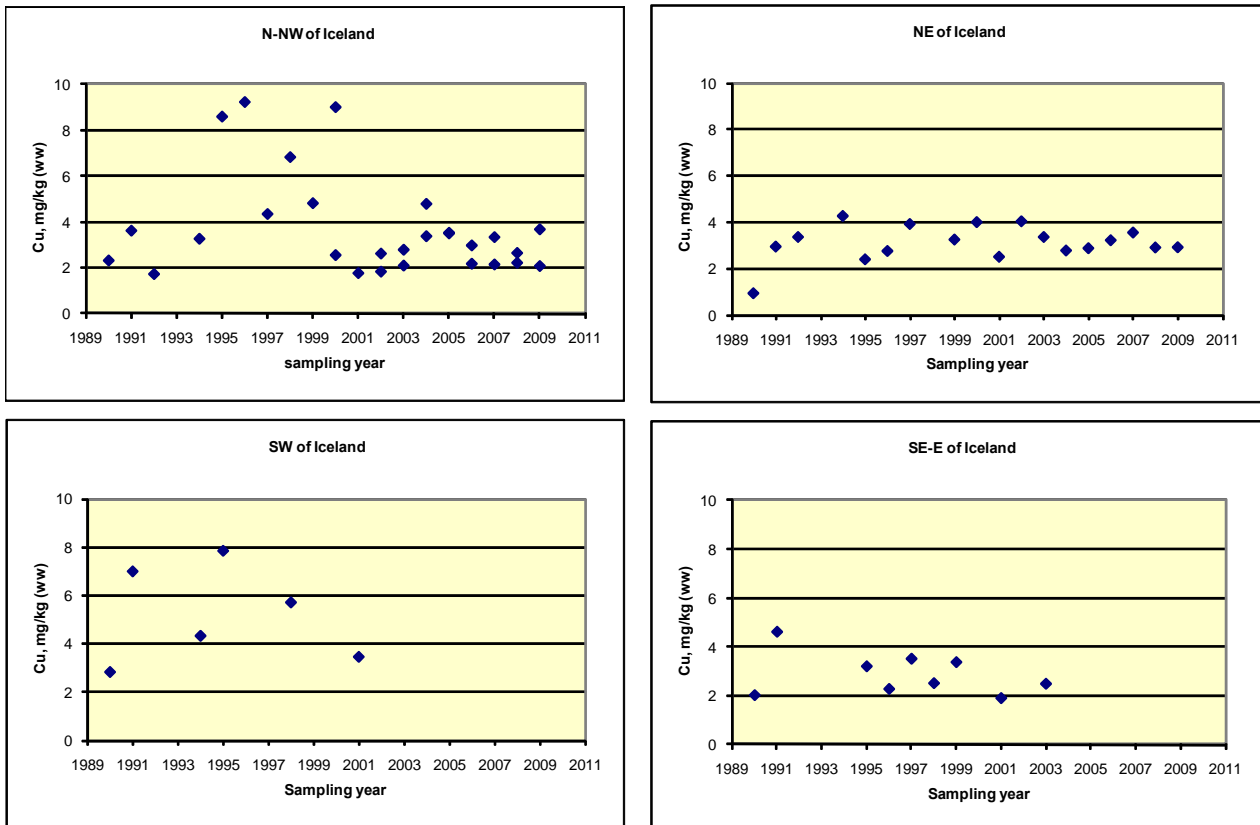 N-NW of Iceland
Cu, mg/kg (ww)
10
8
6
4
2
0
1989 1991 1993 1995 1997 1999 2001 2003 2005 2007 2009 2011
sampling year
NE of Iceland
Cu, mg/kg (ww)
10
8
6
4
2
0
1989 1991 1993 1995 1997 1999 2001 2003 2005 2007 2009 2011
Sampling year
SW of Iceland
Cu, mg/kg (ww)
10
8
6
4
2
0
1989 1991 1993 1995 1997 1999 2001 2003 2005 2007 2009 2011
Sampling year
SE-E of Iceland
Cu, mg/kg (ww)
10
8
6
4
2
0
1989 1991 1993 1995 1997 1999 2001 2003 2005 2007 2009 2011
Sampling year